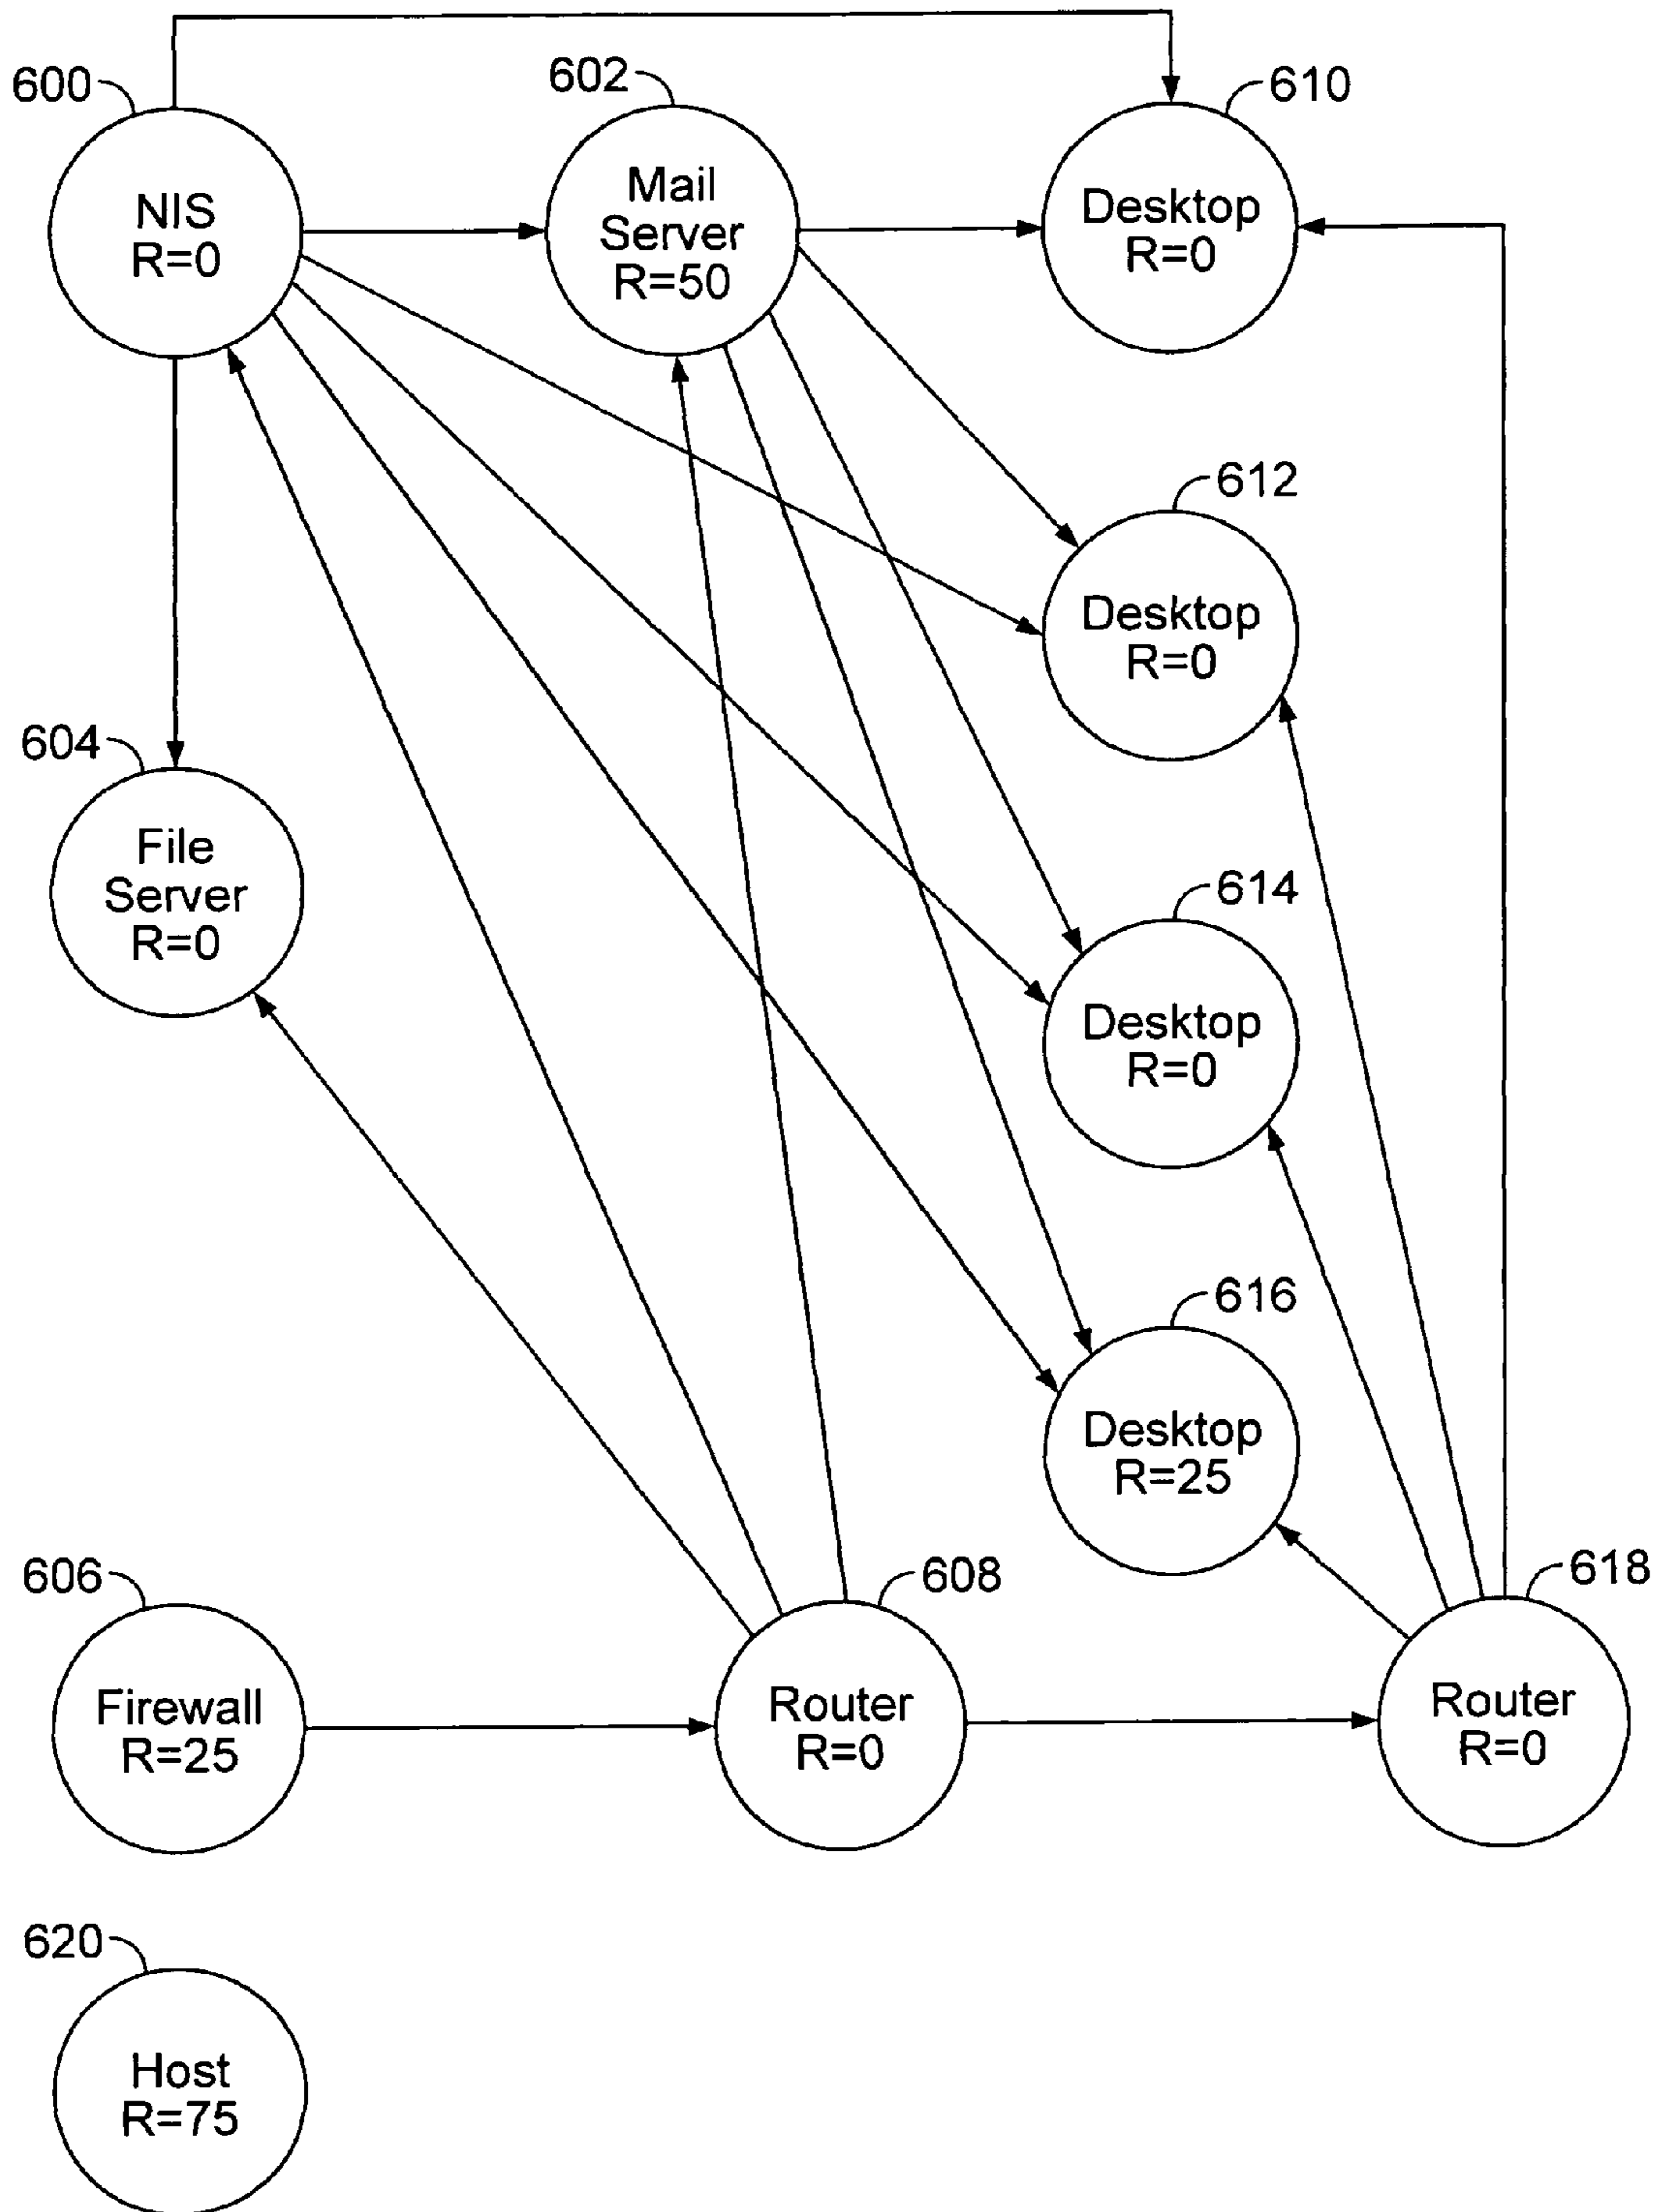 600
NIS
R=0
602
Mail
Server
R=50
610
Desktop
R=0
612
Desktop
R=0
604
File
Server
R=0
614
Desktop
R=0
616
Desktop
R=25
606
Firewall
R=25
608
Router
R=0
618
Router
R=0
620
Host
R=75